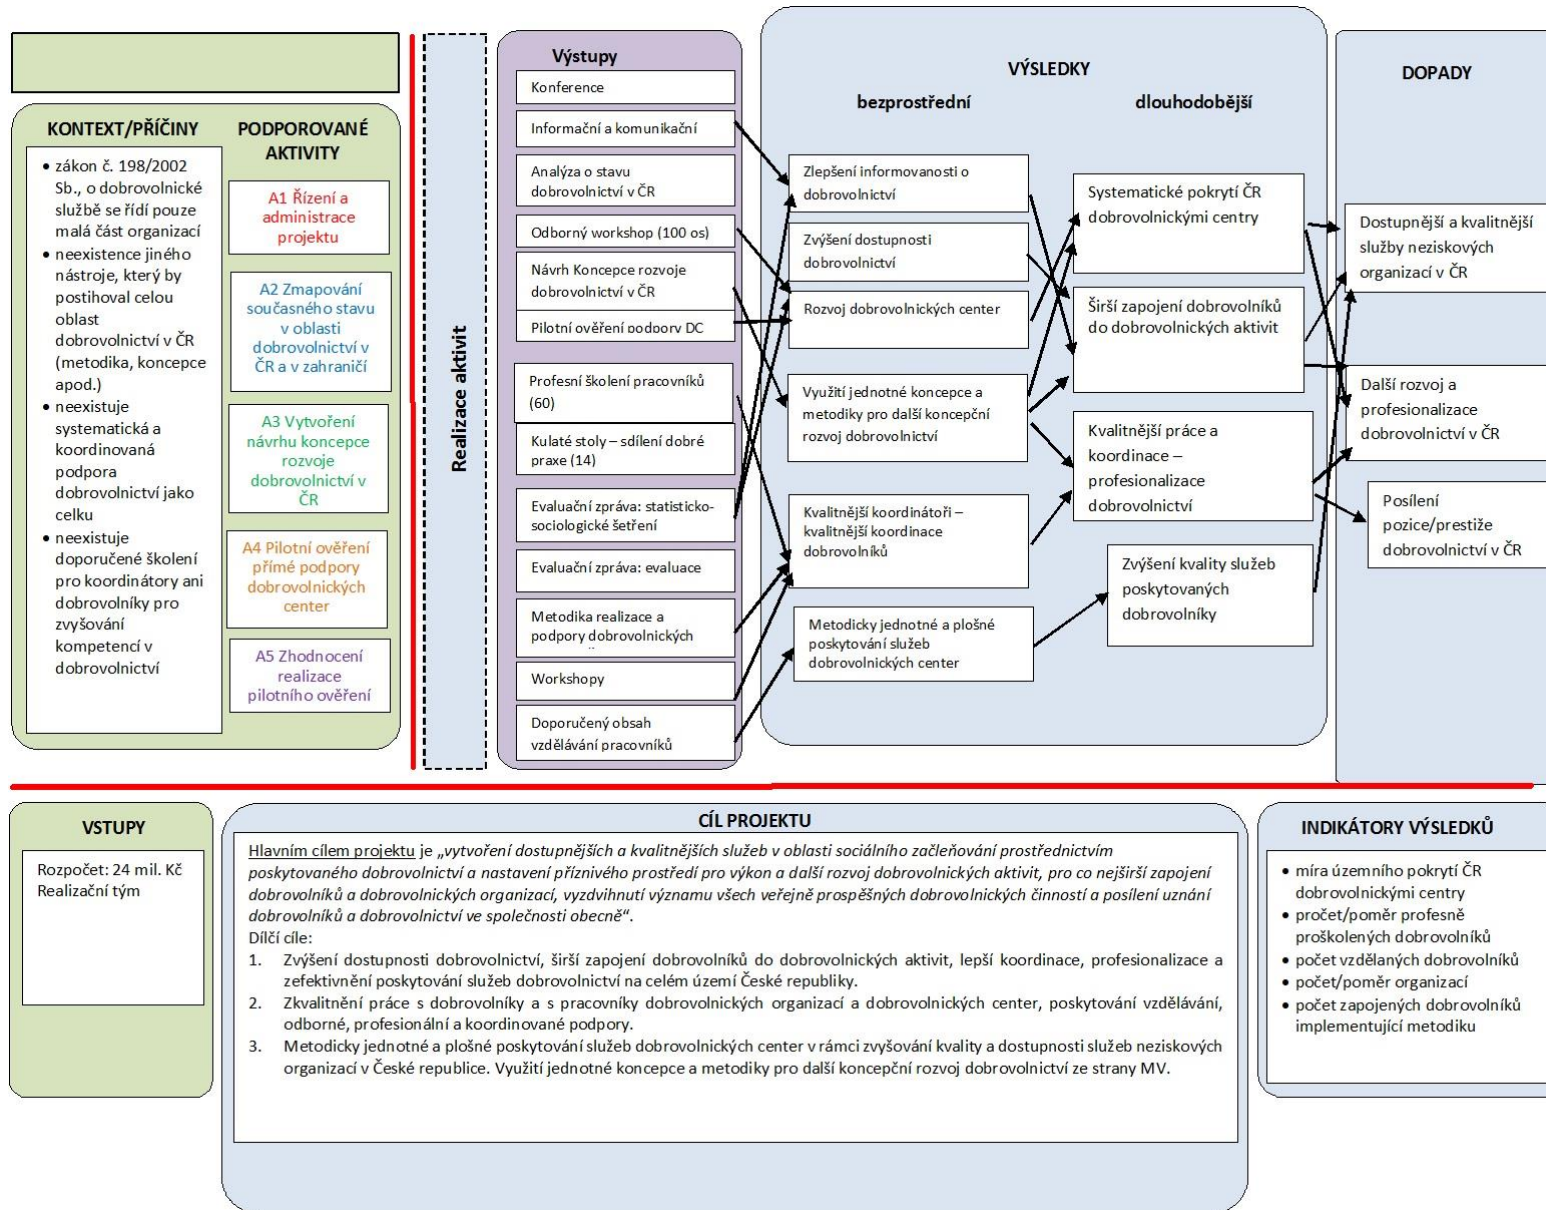 KONTEXT/PŘÍČINY
zákon č. 198/2002
Sb., o dobrovolnické
službě se řídí pouze
malá část organizací
neexistence jiného
nástroje, který by
postihoval celou
oblast
dobrovolnictví v ČR
(metodika, koncepce
apod.)
neexistuje
systematická a
koordinovaná
podpora
dobrovolnictví jako
celku
neexistuje
doporučené školení
pro koordinátory ani
dobrovolníky pro
zvyšování
kompetencí v
dobrovolnictví
PODPOROVANÉ
AKTIVITY
A1 Řízení a
administrace
projektu
A2 Zmapování
současného stavu
v oblasti
dobrovolnictví v
ČR a v zahraničí
A3 Vytvoření
návrhu koncepce
rozvoje
dobrovolnictví v
ČR
A4 Pilotní ověření
přímé podpory
dobrovolnických
center
A5 Zhodnocení
realizace
pilotního ověření
Realizace aktivit
Výstupy
Konference
Informační a komunikační
Analýza o stavu
dobrovolnictví v ČR
Odborný workshop (100 os)
Návrh Koncepce rozvoje
dobrovolnictví v ČR
Pilotní ověření podpory DC
Profesní školení pracovníků
(60)
Kulaté stoly – sdílení dobré
praxe (14)
Evaluační zpráva: statisticko-
sociologické šetření
Evaluační zpráva: evaluace
Metodika realizace a
podpory dobrovolnických
Workshopy
Doporučený obsah
vzdělávání pracovníků
VÝSLEDKY
bezprostřední
Zlepšení informovanosti o
dobrovolnictví
Zvýšení dostupnosti
dobrovolnictví
Rozvoj dobrovolnických center
Využití jednotné koncepce a
metodiky pro další koncepční
rozvoj dobrovolnictví
Kvalitnější koordinátoři –
kvalitnější koordinace
dobrovolníků
Metodicky jednotné a plošné
poskytování služeb
dobrovolnických center
dlouhodobější
Systematické pokrytí ČR
dobrovolnickými centry
Širší zapojení dobrovolníků
do dobrovolnických aktivit
Kvalitnější práce a
koordinace –
profesionalizace
dobrovolnictví
Zvýšení kvality služeb
poskytovaných
dobrovolníky
DOPADY
Dostupnější a kvalitnější
služby neziskových
organizací v ČR
Další rozvoj a
profesionalizace
dobrovolnictví v ČR
Posílení
pozice/prestiže
dobrovolnictví v ČR
VSTUPY
Rozpočet: 24 mil. Kč
Realizační tým
CÍL PROJEKTU
Hlavním cílem projektu je „vytvoření dostupnějších a kvalitnějších služeb v oblasti sociálního začleňování prostřednictvím
poskytovaného dobrovolnictví a nastavení příznivého prostředí pro výkon a další rozvoj dobrovolnických aktivit, pro co nejširší zapojení
dobrovolníků a dobrovolnických organizací, vyzdvihnutí významu všech veřejně prospěšných dobrovolnických činností a posílení uznání
dobrovolníků a dobrovolnictví ve společnosti obecně“.
Dílčí cíle:
1. Zvýšení dostupnosti dobrovolnictví, širší zapojení dobrovolníků do dobrovolnických aktivit, lepší koordinace, profesionalizace a
zefektivnění poskytování služeb dobrovolnictví na celém území České republiky.
2. Zkvalitnění práce s dobrovolníky a s pracovníky dobrovolnických organizací a dobrovolnických center, poskytování vzdělávání,
odborné, profesionální a koordinované podpory.
3. Metodicky jednotné a plošné poskytování služeb dobrovolnických center v rámci zvyšování kvality a dostupnosti služeb neziskových
organizací v České republice. Využití jednotné koncepce a metodiky pro další koncepční rozvoj dobrovolnictví ze strany MV.
INDIKÁTORY VÝSLEDKŮ
míra územního pokrytí ČR
dobrovolnickými centry
pročet/poměr profesně
proškolených dobrovolníků
počet vzdělaných dobrovolníků
počet/poměr organizací
počet zapojených dobrovolníků
implementující metodiku